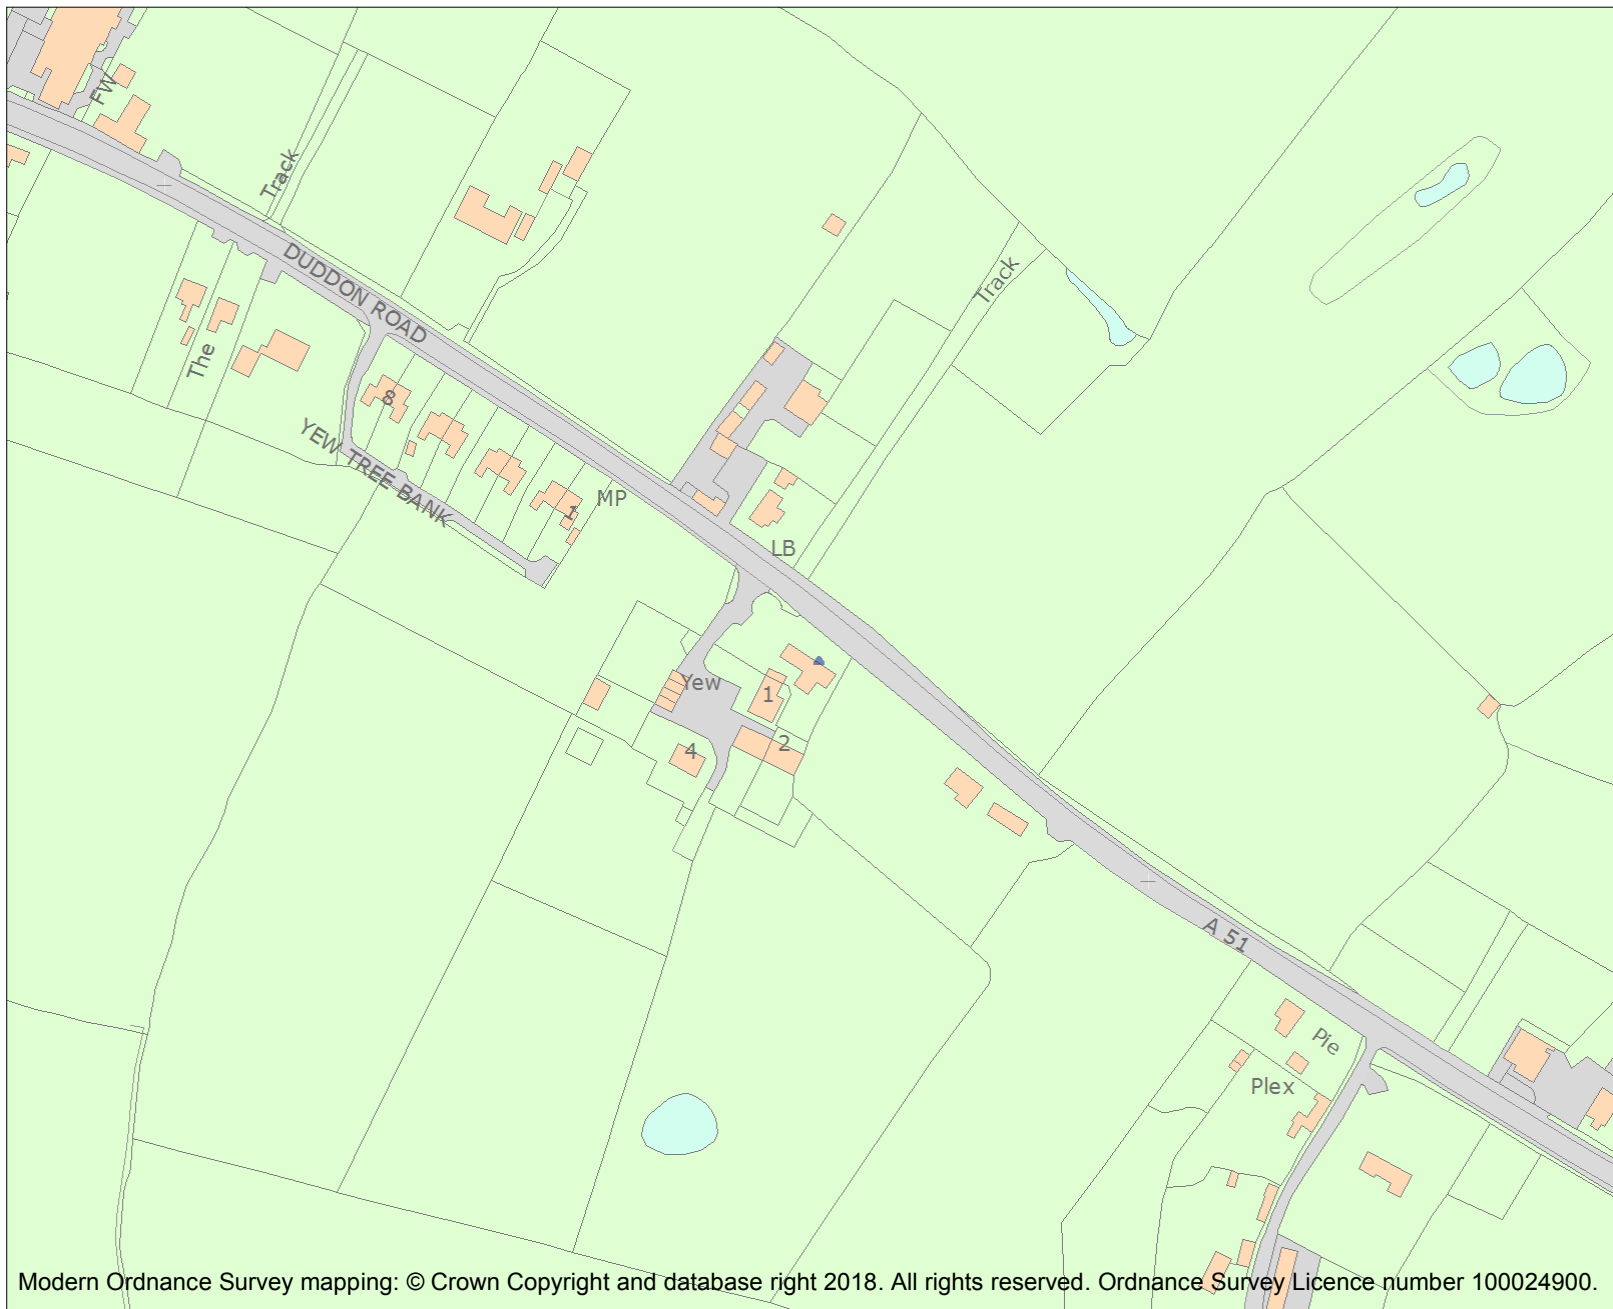 FW
Track
DUDDON ROAD
Track
The
8
YEW TREE BANK
1
MP
LB
Yew
1
4
2
A 51
Pie
Plex
Modern Ordnance Survey mapping: © Crown Copyright and database right 2018. All rights reserved. Ordnance Survey Licence number 100024900.